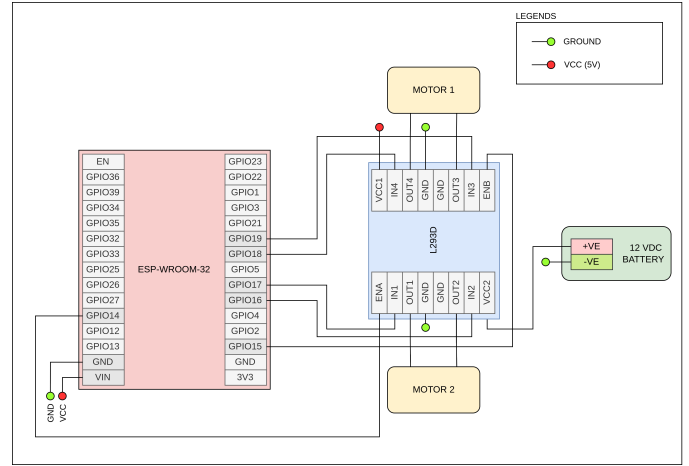 LEGENDS
GROUND
VCC (5V)
MOTOR 1
EN
GPIO36
GPIO39
GPIO34
GPIO35
GPIO32
GPIO33
GPIO25
GPIO26
GPIO27
GPIO14
GPIO12
GPIO13
GND
VIN
ESP-WROOM-32
GPIO23
GPIO22
GPIO1
GPIO3
GPIO21
GPIO19
GPIO18
GPIO5
GPIO17
GPIO16
GPIO4
GPIO2
GPIO15
GND
3V3
GND
VCC
VCC1
IN4
OUT4
GND
GND
OUT3
IN3
ENB
L293D
ENA
IN1
OUT1
GND
GND
OUT2
IN2
VCC2
+VE
-VE
12 VDC
BATTERY
MOTOR 2